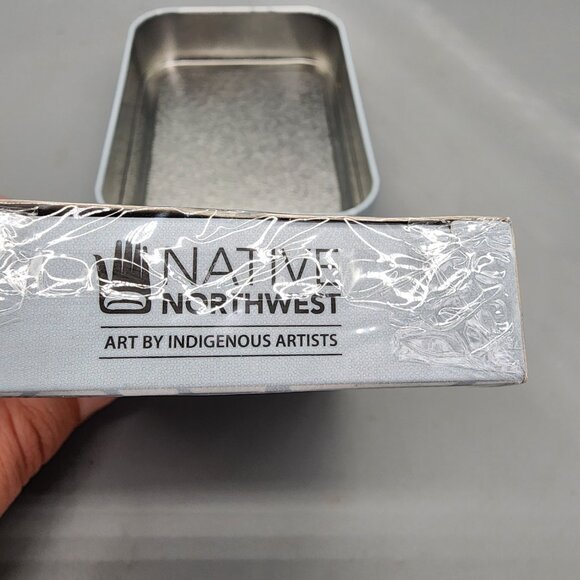 NATIVE
NORTHWEST
ART BY INDIGENOUS ARTISTS